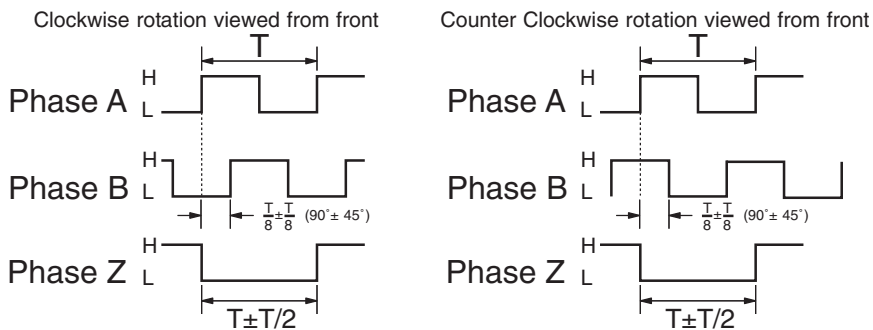 Clockwise rotation viewed from front
T
Phase A H L
Phase B H L
T/8±T/8 (90°± 45°)
Phase Z H L
T±T/2
Counter Clockwise rotation viewed from front
T
Phase A H L
Phase B H L
T/8±T/8 (90°± 45°)
Phase Z H L
T±T/2